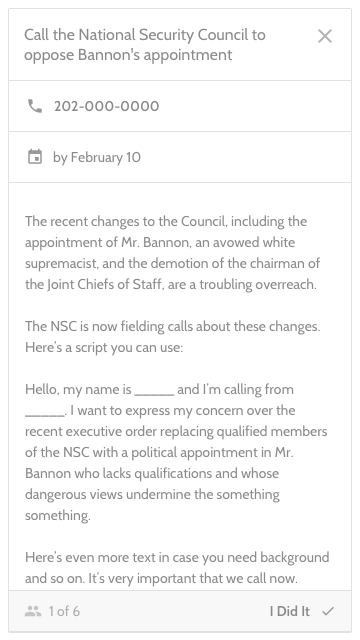 Call the National Security Council to
oppose Bannon's appointment
202-000-0000
by February 10
The recent changes to the Council, including the
appointment of Mr. Bannon, an avowed white
supremacist, and the demotion of the chairman of
the Joint Chiefs of Staff, are a troubling overreach.
The NSC is now fielding calls about these changes.
Here's a script you can use:
Hello, my name is _____ and I'm calling from
_____. I want to express my concern over the
recent executive order replacing qualified members
of the NSC with a political appointment in Mr.
Bannon who lacks qualifications and whose
dangerous views undermine the something
something.
Here's even more text in case you need background
and so on. It's very important that we call now.
1 of 6
I Did It